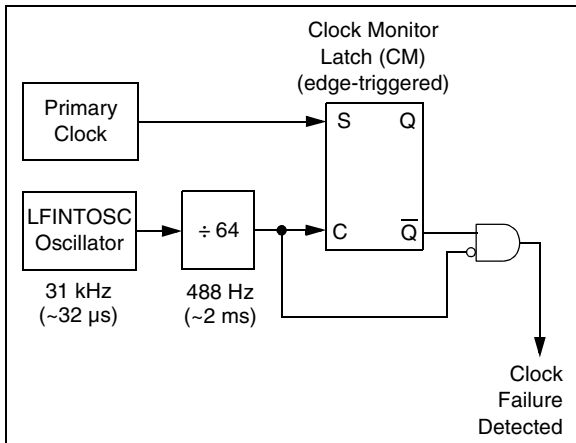 Clock Monitor
Latch (CM)
(edge-triggered)
Primary
Clock
S
Q
LFINTOSC
Oscillator
÷ 64
C
Q̅
31 kHz
(~32 µs)
488 Hz
(~2 ms)
Clock
Failure
Detected